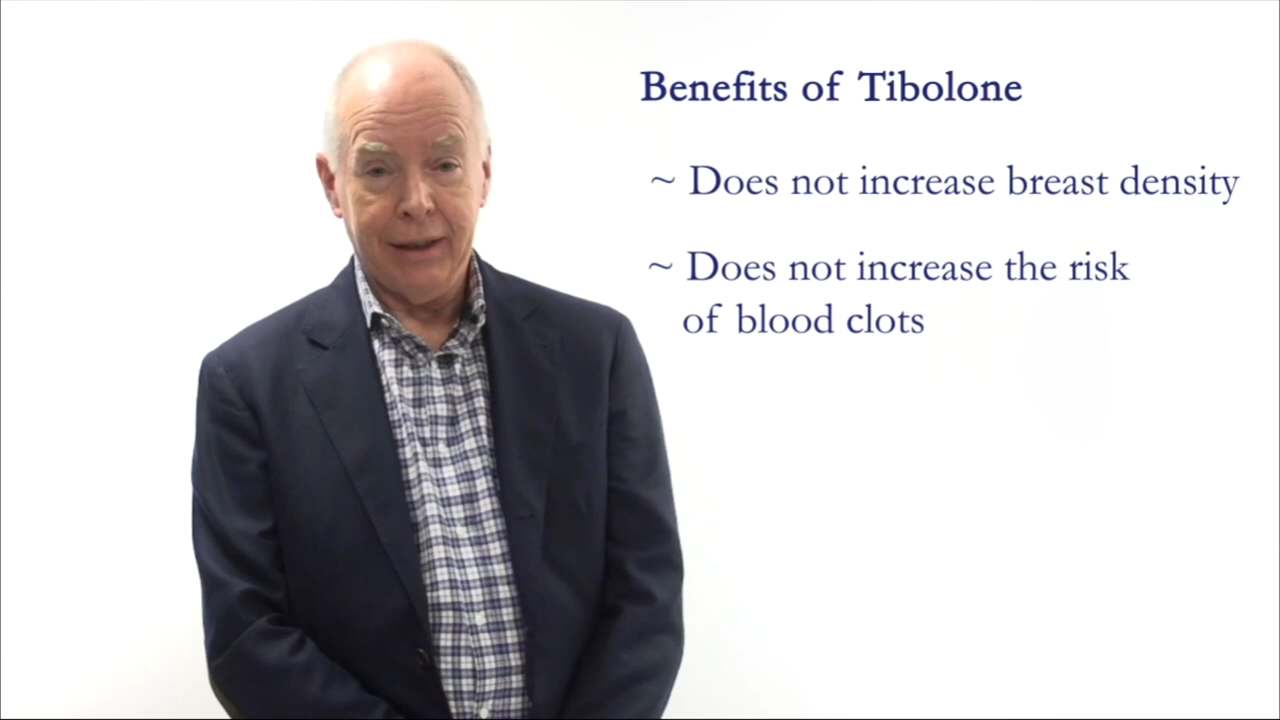 Benefits of Tibolone
~ Does not increase breast density
~ Does not increase the risk
of blood clots